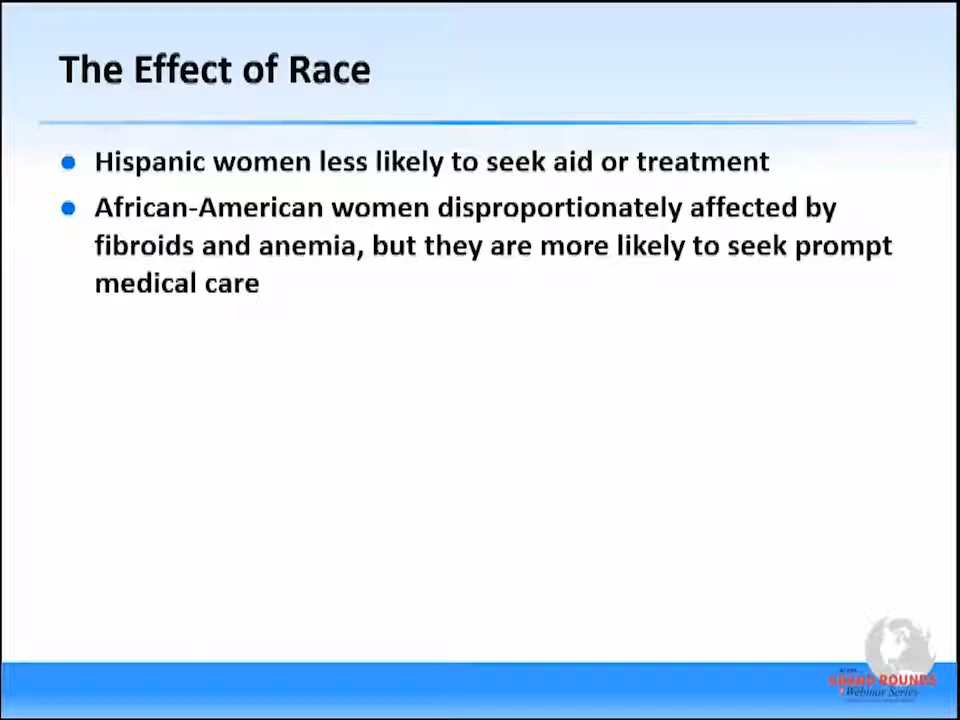 The Effect of Race
Hispanic women less likely to seek aid or treatment
African-American women disproportionately affected by
fibroids and anemia, but they are more likely to seek prompt
medical care
GRAND ROUNDS
Webinar Series